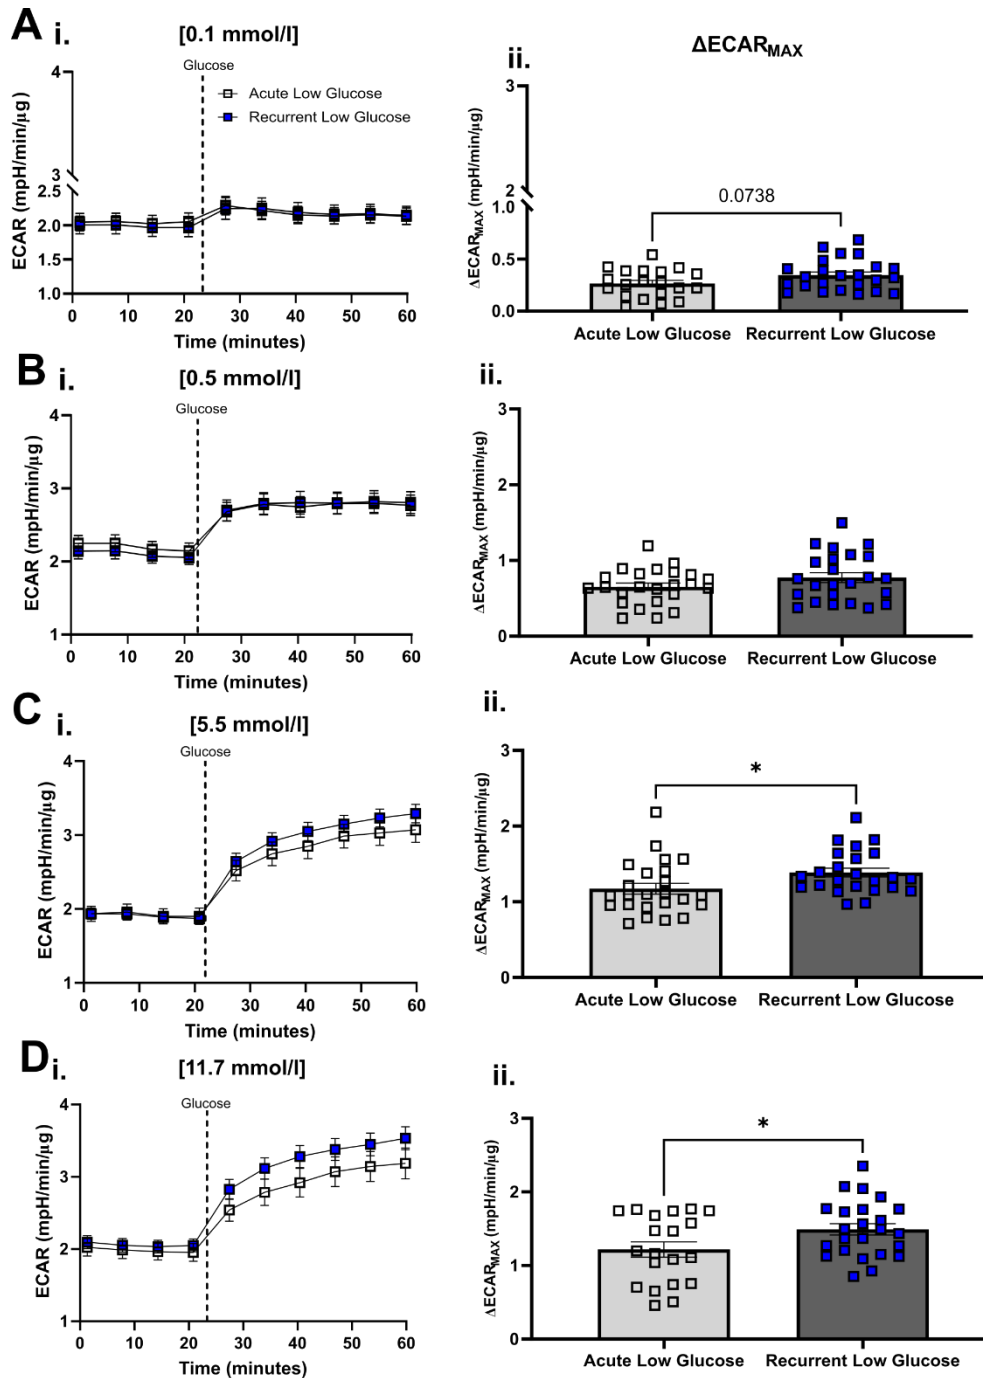 A i. [0.1 mmol/l]
Glucose
Acute Low Glucose
Recurrent Low Glucose
ECAR (mpH/min/µg)
4
3
2.5
2.0
1.5
1.0
0 10 20 30 40 50 60
Time (minutes)
ii. ΔECARMAX
ΔECARMAX (mpH/min/µg)
3
2
1.0
0.5
0.0
0.0738
Acute Low Glucose Recurrent Low Glucose
B i. [0.5 mmol/l]
Glucose
ECAR (mpH/min/µg)
4
3
2
1
0 10 20 30 40 50 60
Time (minutes)
ii.
ΔECARMAX (mpH/min/µg)
3
2
1
0
Acute Low Glucose Recurrent Low Glucose
C i. [5.5 mmol/l]
Glucose
ECAR (mpH/min/µg)
4
3
2
1
0 10 20 30 40 50 60
Time (minutes)
ii.
ΔECARMAX (mpH/min/µg)
3
2
1
0
*
Acute Low Glucose Recurrent Low Glucose
D i. [11.7 mmol/l]
Glucose
ECAR (mpH/min/µg)
4
3
2
1
0 10 20 30 40 50 60
Time (minutes)
ii.
ΔECARMAX (mpH/min/µg)
3
2
1
0
*
Acute Low Glucose Recurrent Low Glucose